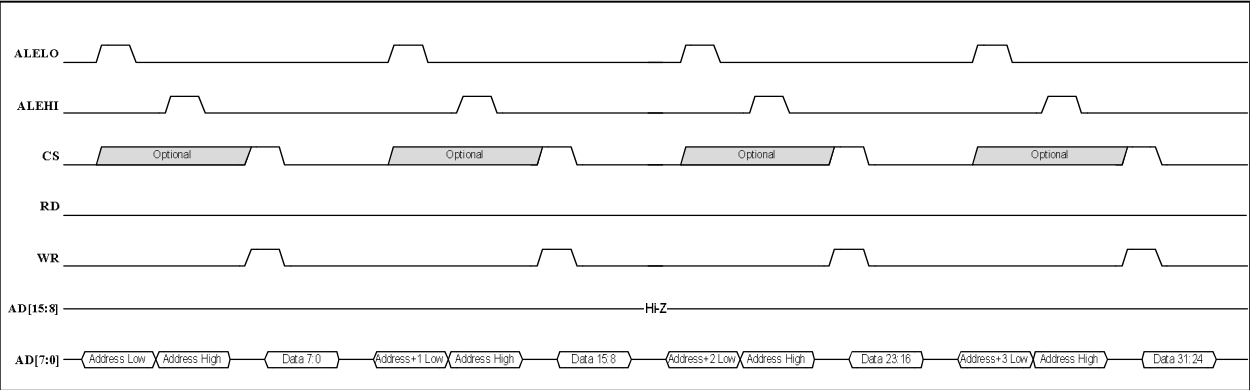 ALELO
ALEHI
CS Optional Optional Optional Optional
RD
WR
AD[15:8] Hi-Z
AD[7:0] Address Low Address High Data 7:0 Address+1 Low Address High Data 15:8 Address+2 Low Address High Data 23:16 Address+3 Low Address High Data 31:24